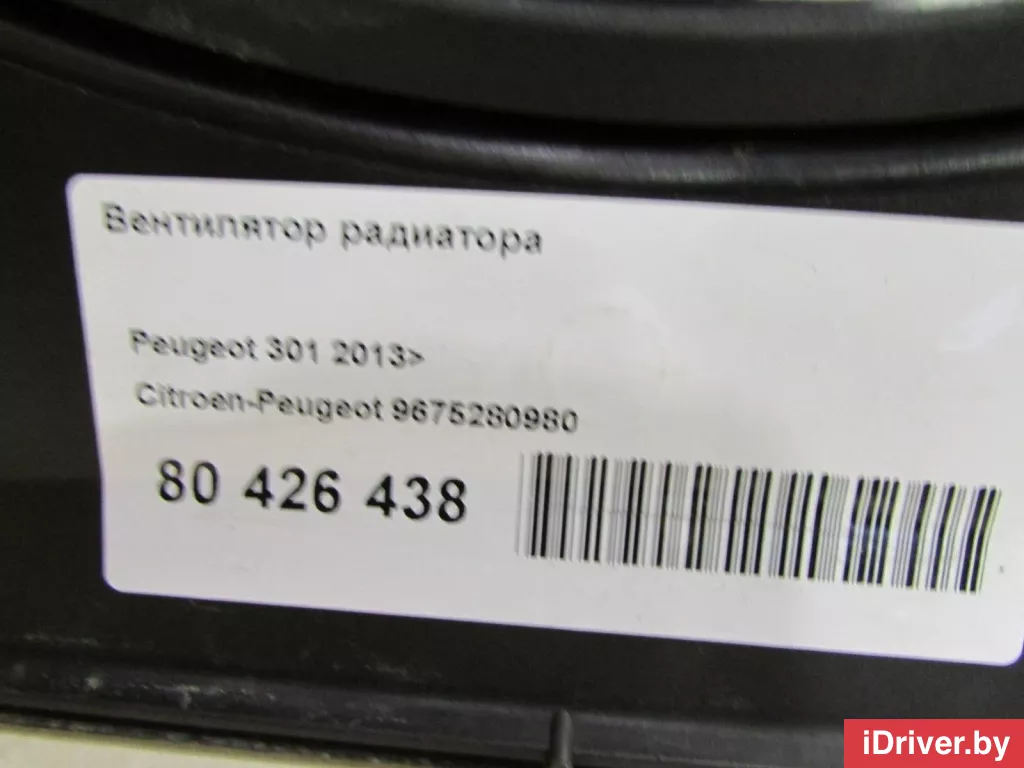 Вентилятор радиатора
Peugeot 301 2013>
Citroen-Peugeot 9675280980
80 426 438
iDriver.by